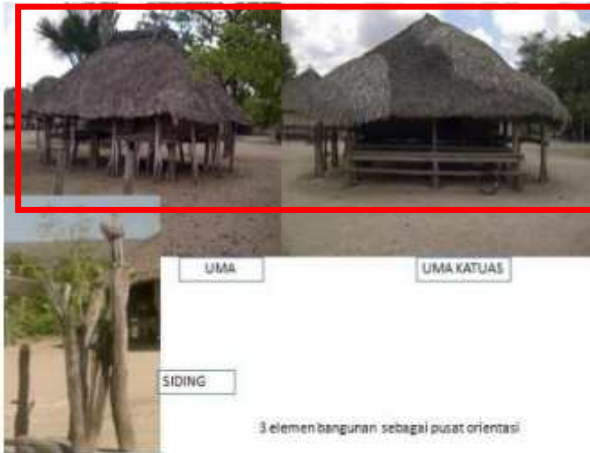 UMA
UMA KATUAS
SIDING
3 elemen bangunan sebagai pusat orientasi